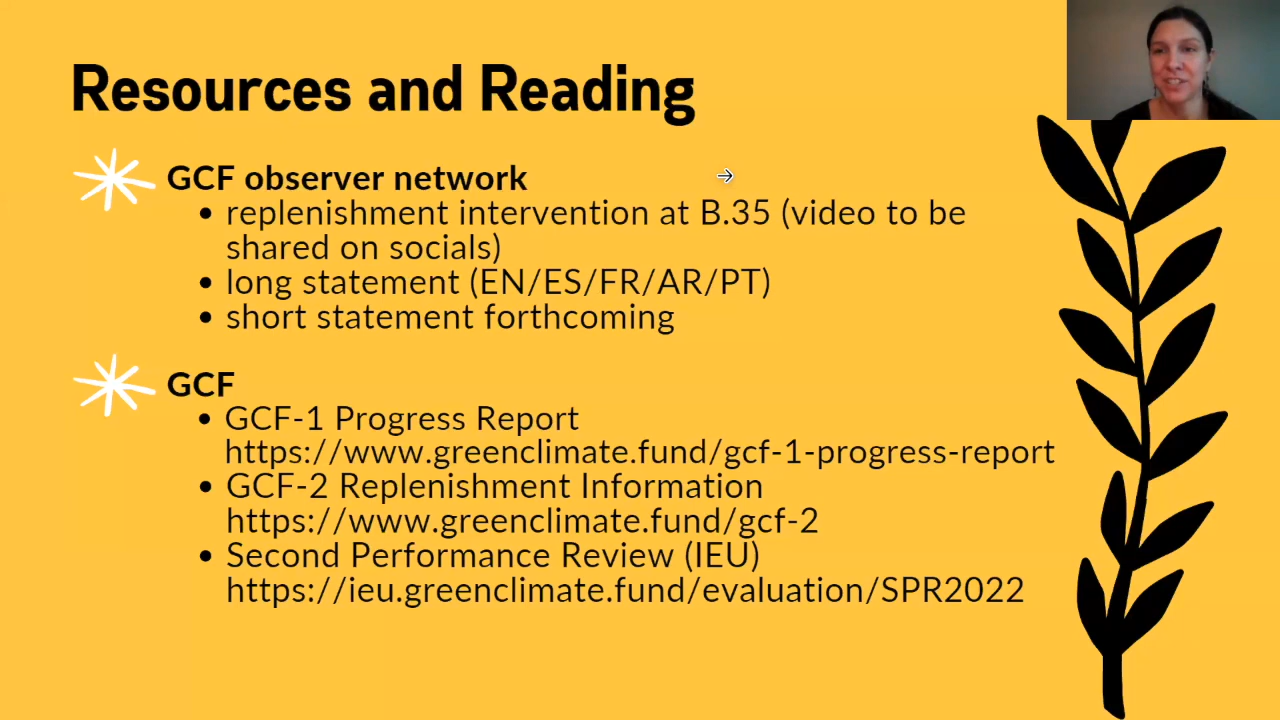 Resources and Reading
GCF observer network
• replenishment intervention at B.35 (video to be
shared on socials)
• long statement (EN/ES/FR/AR/PT)
• short statement forthcoming
GCF
• GCF-1 Progress Report
https://www.greenclimate.fund/gcf-1-progress-report
• GCF-2 Replenishment Information
https://www.greenclimate.fund/gcf-2
• Second Performance Review (IEU)
https://ieu.greenclimate.fund/evaluation/SPR2022